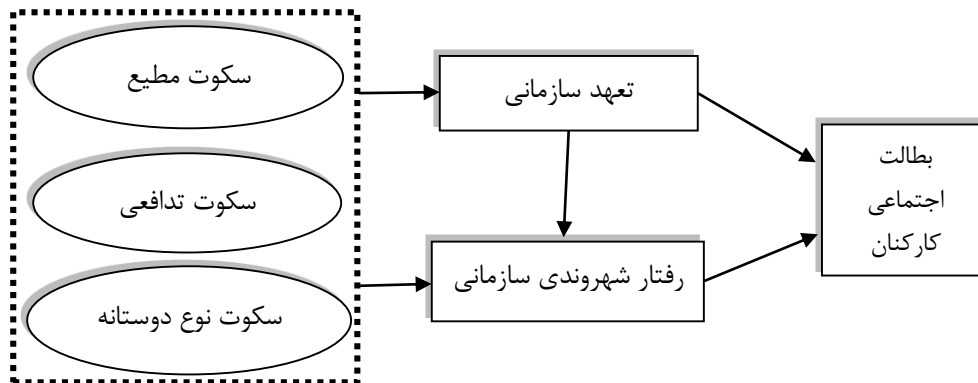 سکوت مطیع
تعهد سازمانی
بطالت
اجتماعی
کارکنان
سکوت تدافعی
رفتار شهروندی سازمانی
سکوت نوع دوستانه